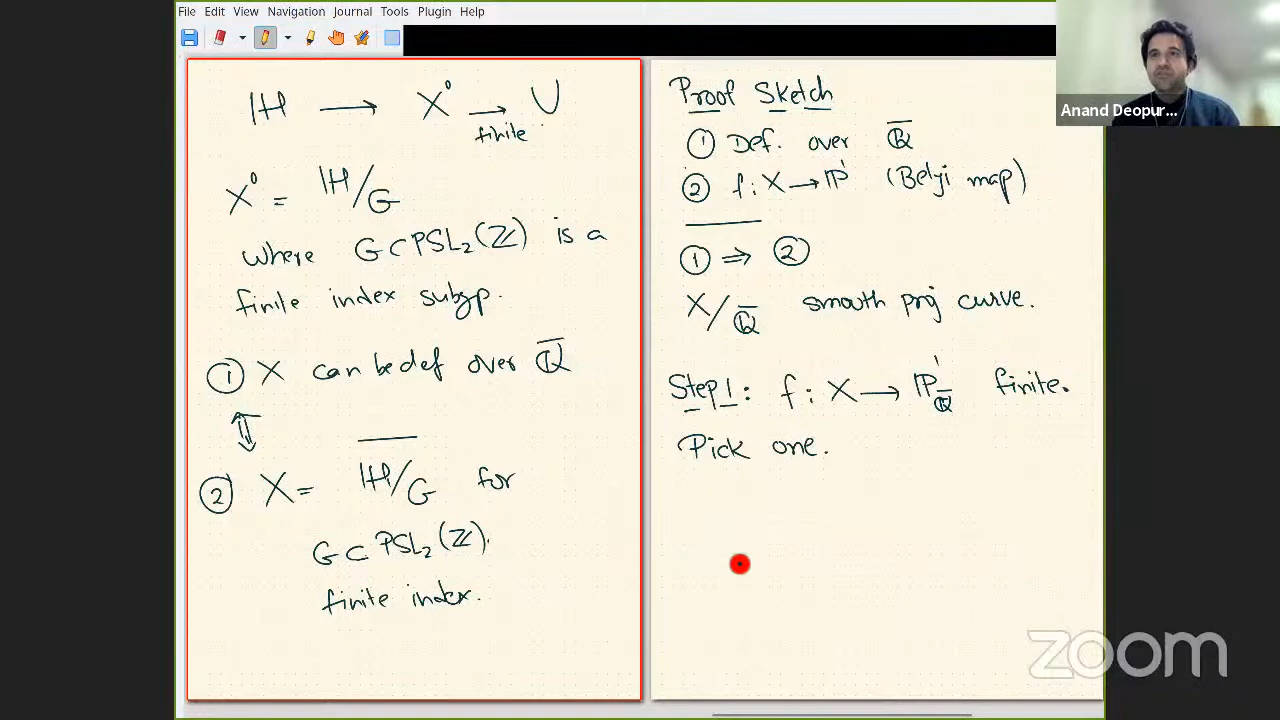 File Edit View Navigation Journal Tools Plugin Help
ℍ → X⁰ → U
finite
X⁰ = ℍ/G
where G⊂PSL₂(ℤ) is a
finite index subgp.
① X can be def over ℚ̅
⇕
② X = \overline{ℍ/G} for
G⊂PSL₂(ℤ).
finite index.
Proof Sketch
① Def. over ℚ̅
② f: X → ℙ¹ (Belyi map)
① ⇒ ②
X/ℚ̅ smooth proj curve.
Step 1: f: X → ℙ¹_ℚ̅ finite.
Pick one.
Anand Deopur...
zoom